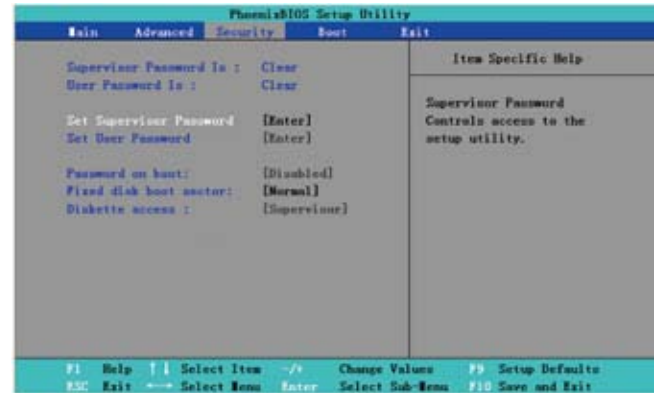 PhoenixBIOS Setup Utility
Main Advanced Security Boot Exit
Supervisor Password Is : Clear
User Password Is : Clear
Set Supervisor Password [Enter]
Set User Password [Enter]
Password on boot: [Disabled]
Fixed disk boot sector: [Normal]
Diskette access : [Supervisor]
Item Specific Help
Supervisor Password
Controls access to the
setup utility.
F1 Help ↑↓ Select Item -/+ Change Values F9 Setup Defaults
ESC Exit ←→ Select Menu Enter Select Sub-Menu F10 Save and Exit